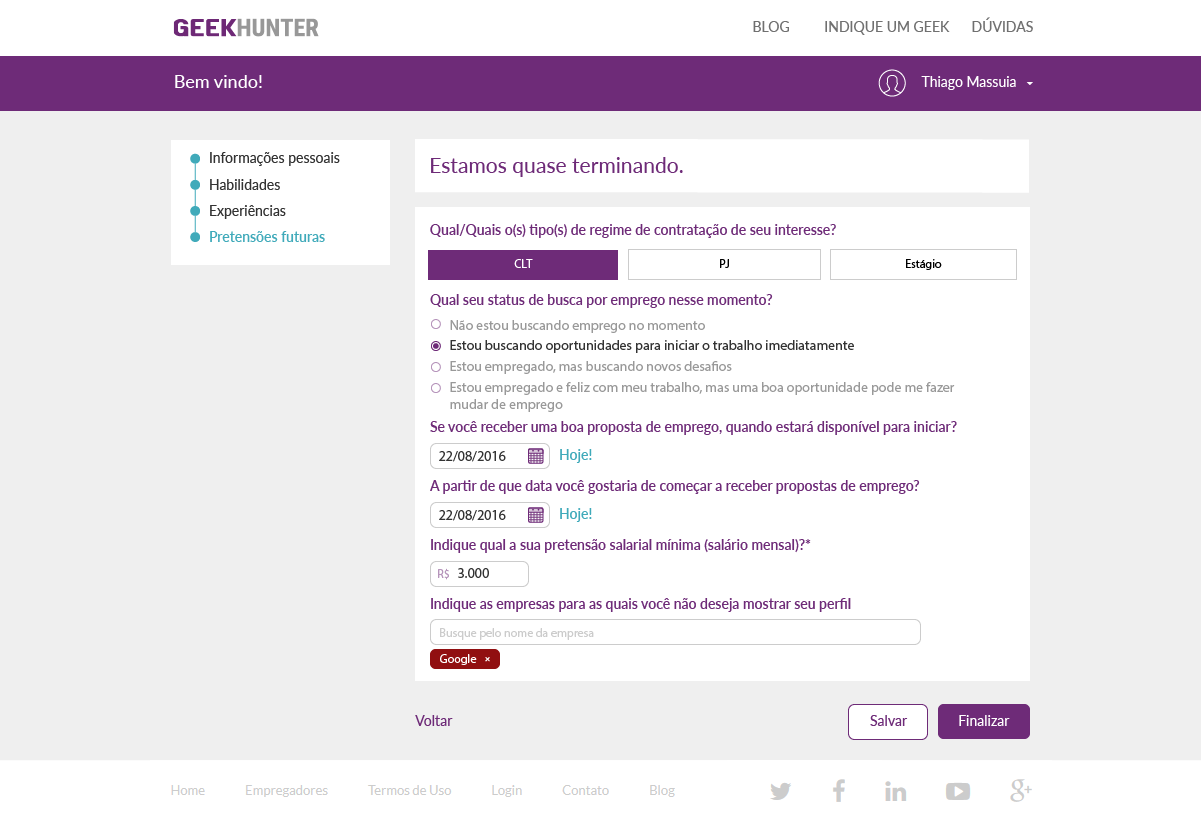 GEEKHUNTER
BLOG INDIQUE UM GEEK DÚVIDAS
Bem vindo!
Thiago Massuia
Informações pessoais
Habilidades
Experiências
Pretensões futuras
Estamos quase terminando.
Qual/Quais o(s) tipo(s) de regime de contratação de seu interesse?
CLT PJ Estágio
Qual seu status de busca por emprego nesse momento?
Não estou buscando emprego no momento
Estou buscando oportunidades para iniciar o trabalho imediatamente
Estou empregado, mas buscando novos desafios
Estou empregado e feliz com meu trabalho, mas uma boa oportunidade pode me fazer
mudar de emprego
Se você receber uma boa proposta de emprego, quando estará disponível para iniciar?
22/08/2016 Hoje!
A partir de que data você gostaria de começar a receber propostas de emprego?
22/08/2016 Hoje!
Indique qual a sua pretensão salarial mínima (salário mensal)?*
R$ 3.000
Indique as empresas para as quais você não deseja mostrar seu perfil
Busque pelo nome da empresa
Google ×
Voltar Salvar Finalizar
Home Empregadores Termos de Uso Login Contato Blog